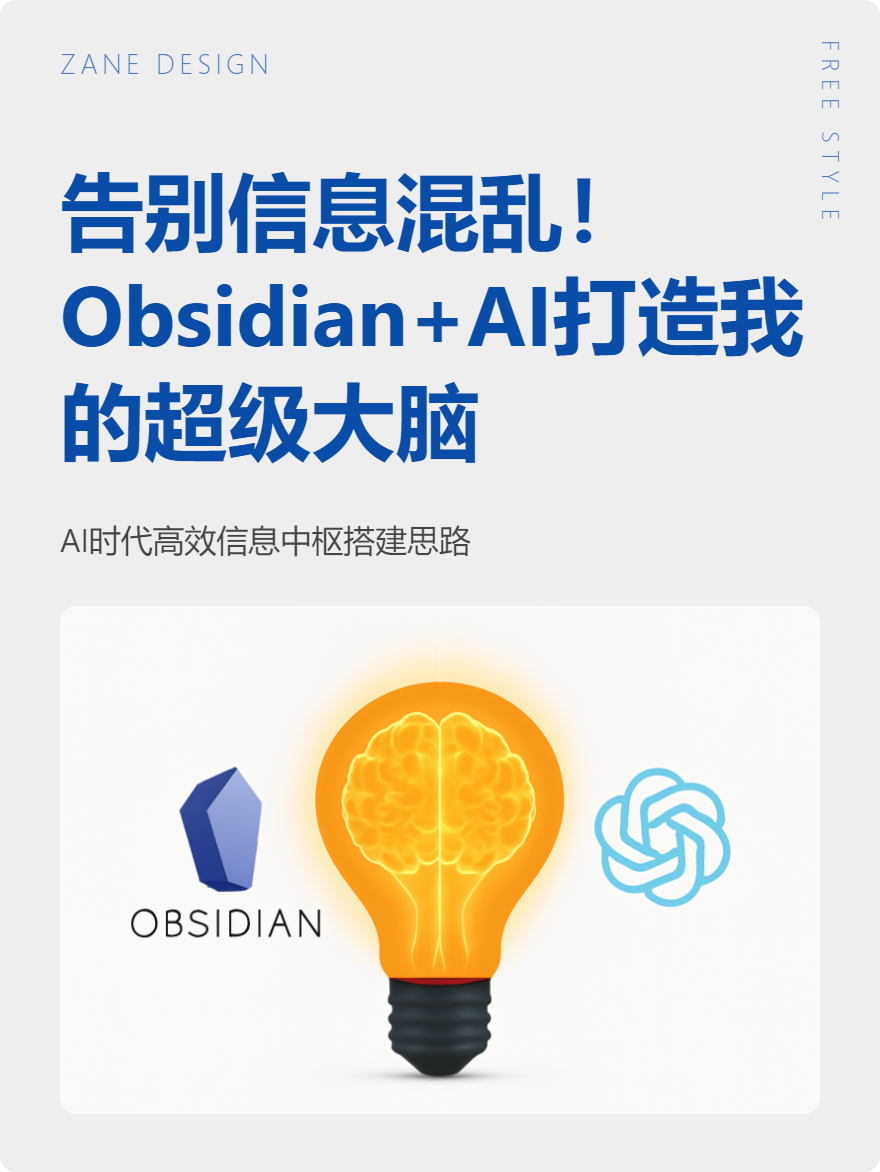 ZANE DESIGN
FREE STYLE
告别信息混乱！
Obsidian+AI打造我
的超级大脑
AI时代高效信息中枢搭建思路
OBSIDIAN